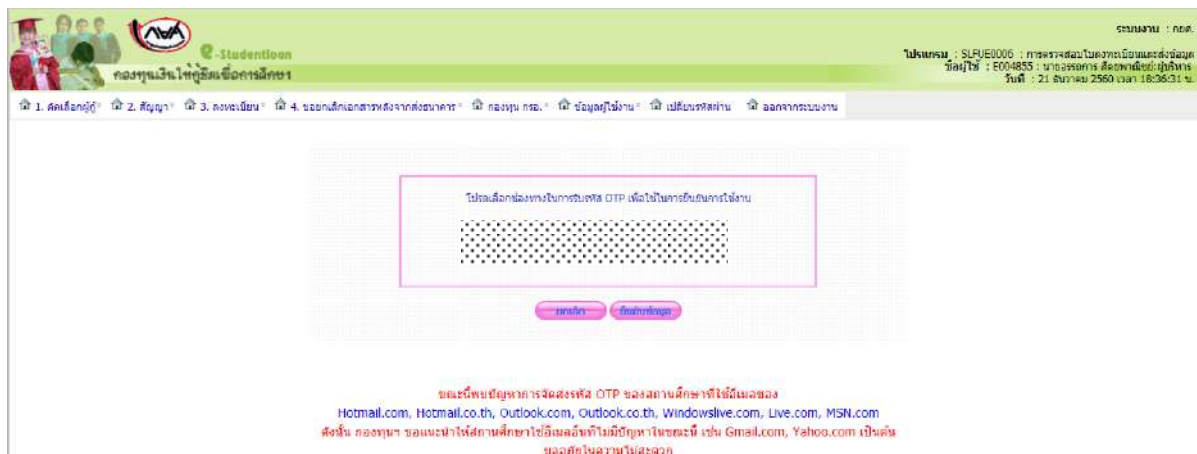 กยศ
e-Studentloan
กองทุนเงินให้กู้ยืมเพื่อการศึกษา
ระบบงาน : กยศ.
โปรแกรม : SLFUE0006 : การตรวจสอบใบลงทะเบียนและส่งข้อมูล
ชื่อผู้ใช้ : E004855 : นายอรรถการ สัตยพาณิชย์:ผู้บริหาร
วันที่ : 21 ธันวาคม 2560 เวลา 18:36:31 น.
1. คัดเลือกผู้กู้ 2. สัญญา 3. ลงทะเบียน 4. ขอยกเลิกเอกสารหลังจากส่งธนาคาร กองทุน กรอ. ข้อมูลผู้ใช้งาน เปลี่ยนรหัสผ่าน ออกจากระบบงาน
โปรดเลือกช่องทางในการรับรหัส OTP เพื่อใช้ในการยืนยันการใช้งาน
ยกเลิก ยืนยันข้อมูล
ขณะนี้พบปัญหาการจัดส่งรหัส OTP ของสถานศึกษาที่ใช้อีเมลของ
Hotmail.com, Hotmail.co.th, Outlook.com, Outlook.co.th, Windowslive.com, Live.com, MSN.com
ดังนั้น กองทุนฯ ขอแนะนำให้สถานศึกษาใช้อีเมลอื่นที่ไม่มีปัญหาในขณะนี้ เช่น Gmail.com, Yahoo.com เป็นต้น
ขออภัยในความไม่สะดวก